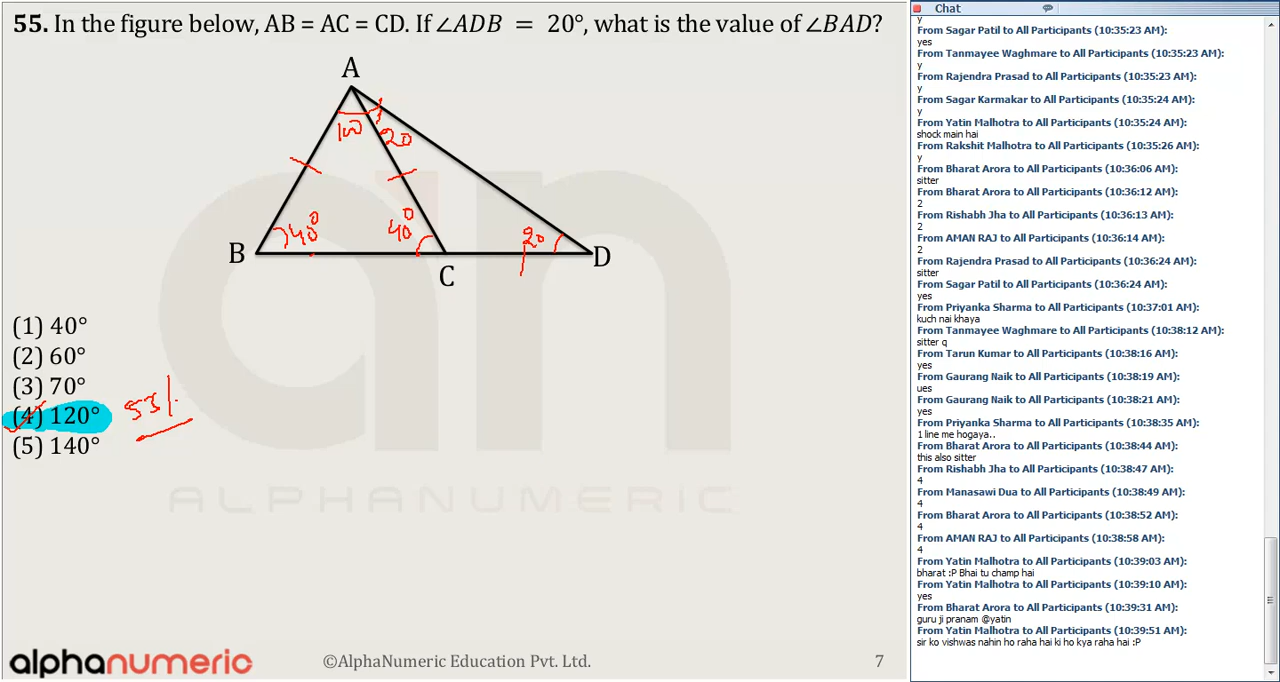 55. In the figure below, AB = AC = CD. If ∠ADB = 20°, what is the value of ∠BAD?
A
100
20
40°
40°
20
B
C
D
(1) 40°
(2) 60°
(3) 70°
(4) 120°
53%
(5) 140°
an
ALPHANUMERIC
alphanumeric
©AlphaNumeric Education Pvt. Ltd.
7
Chat
y
From Sagar Patil to All Participants (10:35:23 AM):
yes
From Tanmayee Waghmare to All Participants (10:35:23 AM):
y
From Rajendra Prasad to All Participants (10:35:23 AM):
y
From Sagar Karmakar to All Participants (10:35:24 AM):
y
From Yatin Malhotra to All Participants (10:35:24 AM):
shock main hai
From Rakshit Malhotra to All Participants (10:35:26 AM):
y
From Bharat Arora to All Participants (10:36:06 AM):
sitter
From Bharat Arora to All Participants (10:36:12 AM):
2
From Rishabh Jha to All Participants (10:36:13 AM):
2
From AMAN RAJ to All Participants (10:36:14 AM):
2
From Rajendra Prasad to All Participants (10:36:24 AM):
sitter
From Sagar Patil to All Participants (10:36:24 AM):
yes
From Priyanka Sharma to All Participants (10:37:01 AM):
kuch nai khaya
From Tanmayee Waghmare to All Participants (10:38:12 AM):
sitter q
From Tarun Kumar to All Participants (10:38:16 AM):
yes
From Gaurang Naik to All Participants (10:38:19 AM):
ues
From Gaurang Naik to All Participants (10:38:21 AM):
yes
From Priyanka Sharma to All Participants (10:38:35 AM):
1 line me hogaya..
From Bharat Arora to All Participants (10:38:44 AM):
this also sitter
From Rishabh Jha to All Participants (10:38:47 AM):
4
From Manasawi Dua to All Participants (10:38:49 AM):
4
From Bharat Arora to All Participants (10:38:52 AM):
4
From AMAN RAJ to All Participants (10:38:58 AM):
4
From Yatin Malhotra to All Participants (10:39:03 AM):
bharat :P Bhai tu champ hai
From Yatin Malhotra to All Participants (10:39:10 AM):
yes
From Bharat Arora to All Participants (10:39:31 AM):
guru ji pranam @yatin
From Yatin Malhotra to All Participants (10:39:51 AM):
sir ko vishwas nahin ho raha hai ki ho kya raha hai :P